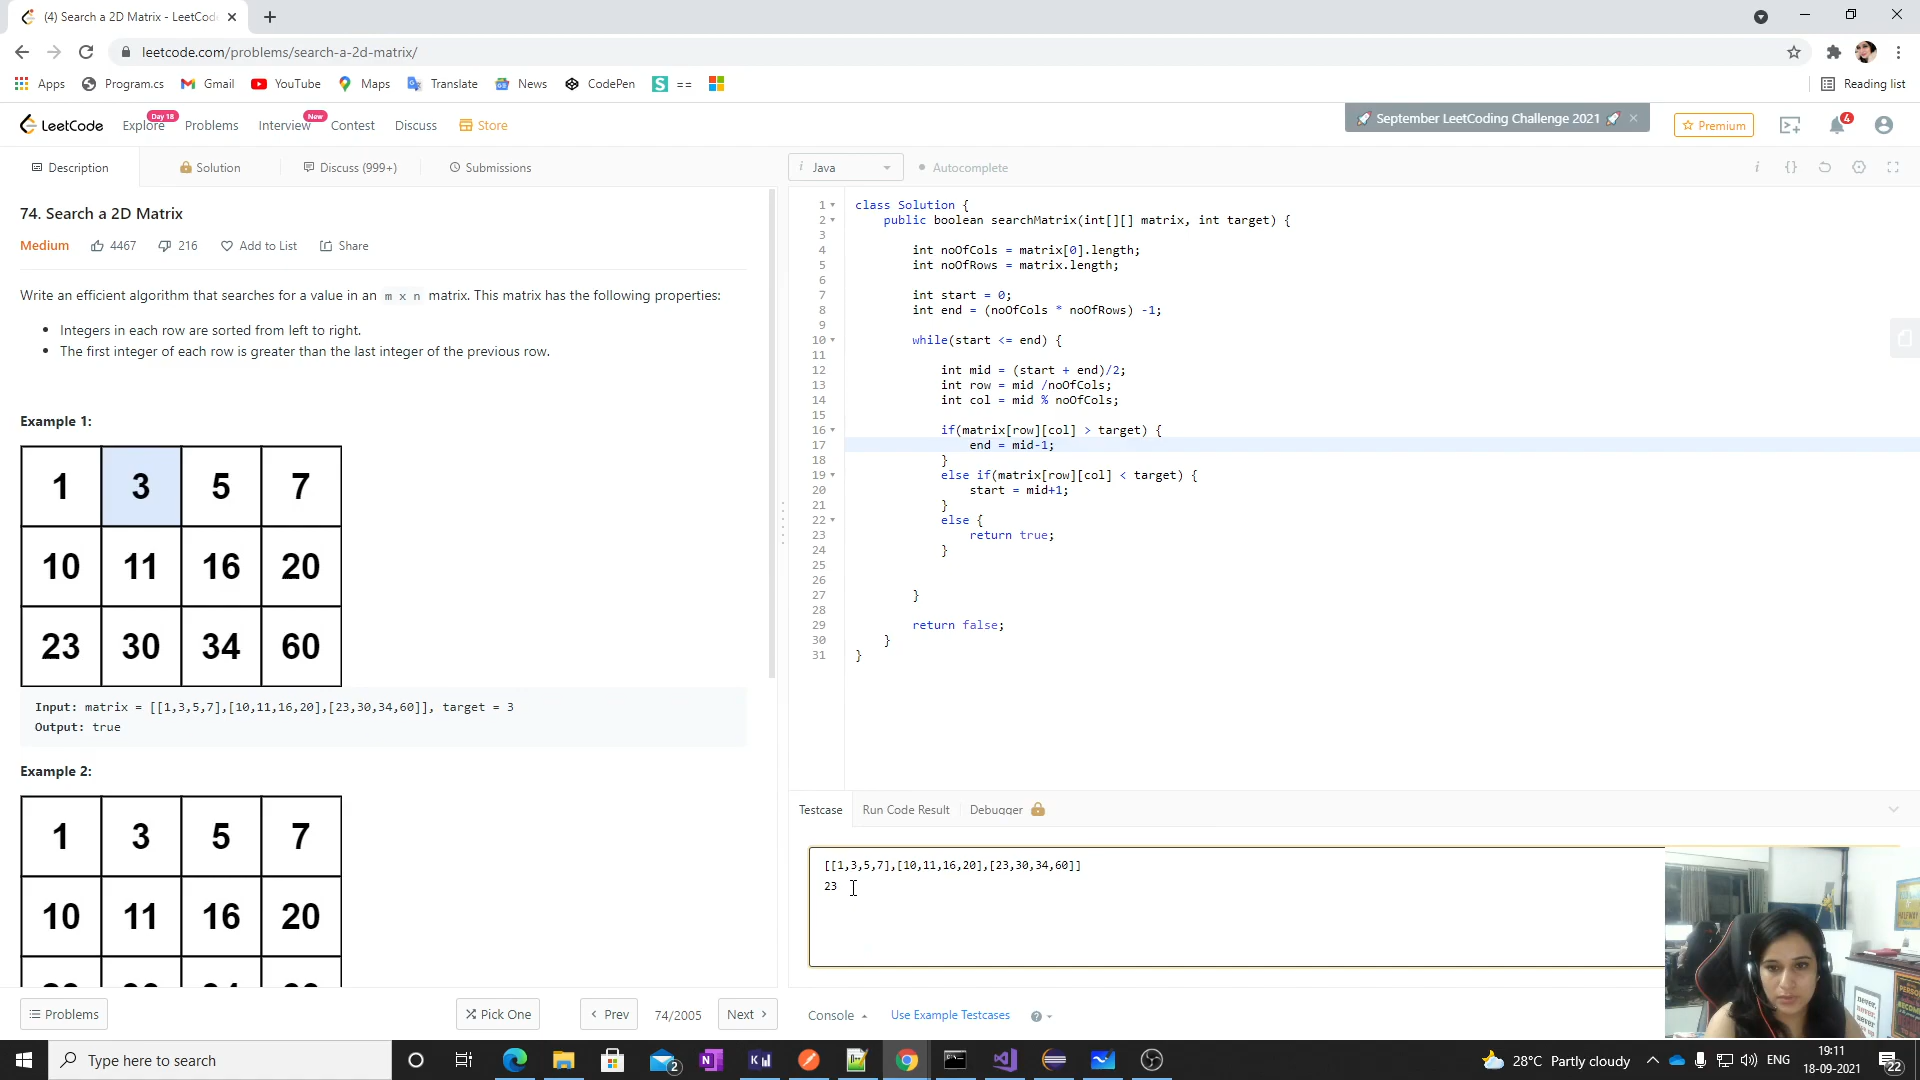 (4) Search a 2D Matrix - LeetCod
leetcode.com/problems/search-a-2d-matrix/
Apps Program.cs Gmail YouTube Maps Translate News CodePen S == Reading list
LeetCode Explore Day 18 Problems Interview New Contest Discuss Store September LeetCoding Challenge 2021 Premium 4
Description Solution Discuss (999+) Submissions
i Java Autocomplete
74. Search a 2D Matrix
Medium 4467 216 Add to List Share
Write an efficient algorithm that searches for a value in an m x n matrix. This matrix has the following properties:
Integers in each row are sorted from left to right.
The first integer of each row is greater than the last integer of the previous row.
Example 1:
1 3 5 7
10 11 16 20
23 30 34 60
Input: matrix = [[1,3,5,7],[10,11,16,20],[23,30,34,60]], target = 3
Output: true
Example 2:
1 3 5 7
10 11 16 20
Problems Pick One Prev 74/2005 Next
1 class Solution {
2 public boolean searchMatrix(int[][] matrix, int target) {
3
4 int noOfCols = matrix[0].length;
5 int noOfRows = matrix.length;
6
7 int start = 0;
8 int end = (noOfCols * noOfRows) -1;
9
10 while(start <= end) {
11
12 int mid = (start + end)/2;
13 int row = mid /noOfCols;
14 int col = mid % noOfCols;
15
16 if(matrix[row][col] > target) {
17 end = mid-1;
18 }
19 else if(matrix[row][col] < target) {
20 start = mid+1;
21 }
22 else {
23 return true;
24 }
25
26
27 }
28
29 return false;
30 }
31 }
Testcase Run Code Result Debugger
[[1,3,5,7],[10,11,16,20],[23,30,34,60]]
23
Console Use Example Testcases ?
never,
never,
never
Type here to search
2
28°C Partly cloudy ENG
19:11
18-09-2021
22